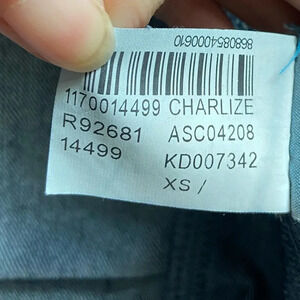 8680854000610
1170014499 CHARLIZE
R92681 ASC04208
14499 KD007342
XS /